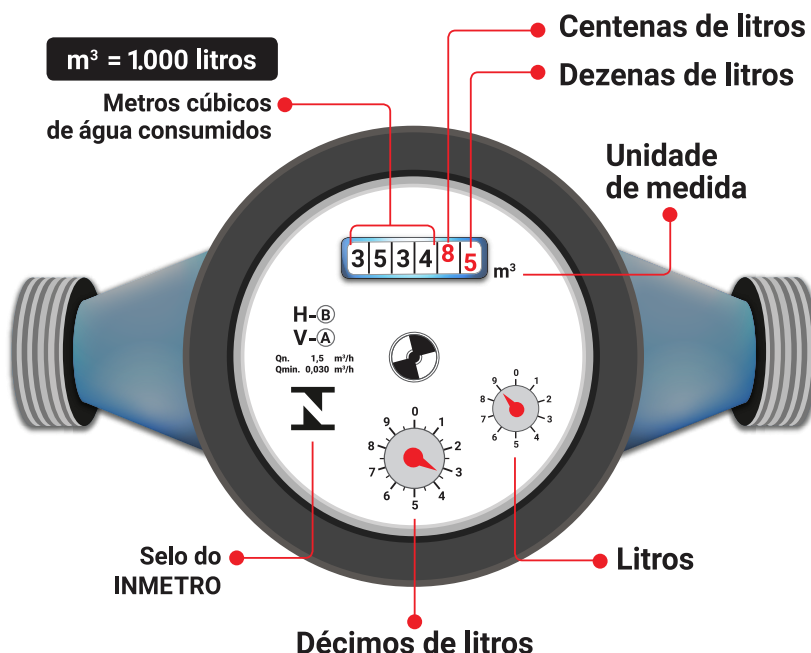 m³ = 1.000 litros
Centenas de litros
Dezenas de litros
Metros cúbicos
de água consumidos
Unidade
de medida
3 5 3 4 8 5 m³
H-Ⓑ
V-Ⓐ
Qn. 1,5 m³/h
Qmin. 0,030 m³/h
0 1 2 3 4 5 6 7 8 9
0 1 2 3 4 5 6 7 8 9
Selo do
INMETRO
Litros
Décimos de litros